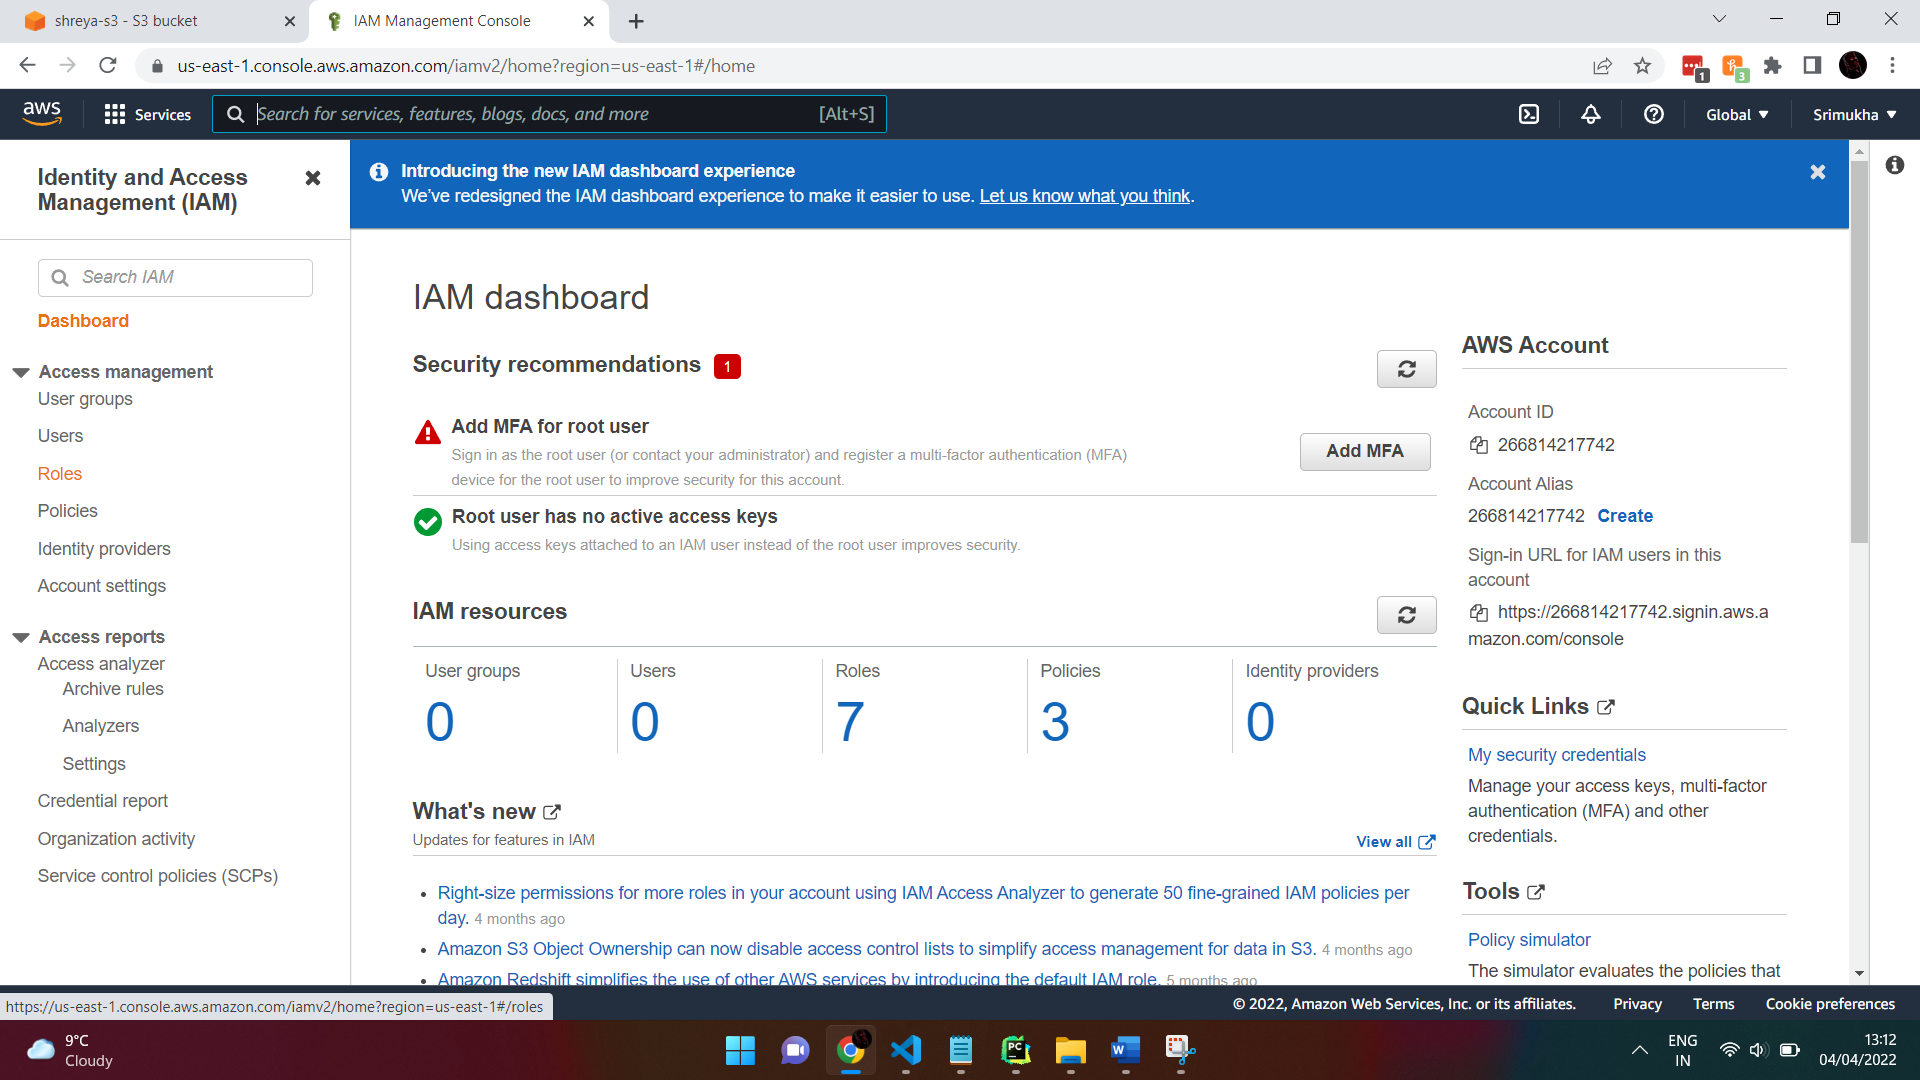 shreya-s3 - S3 bucket
IAM Management Console
us-east-1.console.aws.amazon.com/iamv2/home?region=us-east-1#/home
1
3
aws
Services
Search for services, features, blogs, docs, and more
[Alt+S]
Global
Srimukha
Identity and Access
Management (IAM)
Search IAM
Dashboard
Access management
User groups
Users
Roles
Policies
Identity providers
Account settings
Access reports
Access analyzer
Archive rules
Analyzers
Settings
Credential report
Organization activity
Service control policies (SCPs)
Introducing the new IAM dashboard experience
We've redesigned the IAM dashboard experience to make it easier to use. Let us know what you think.
IAM dashboard
Security recommendations 1
Add MFA for root user
Sign in as the root user (or contact your administrator) and register a multi-factor authentication (MFA)
device for the root user to improve security for this account.
Add MFA
Root user has no active access keys
Using access keys attached to an IAM user instead of the root user improves security.
IAM resources
User groups
0
Users
0
Roles
7
Policies
3
Identity providers
0
What's new
Updates for features in IAM
View all
Right-size permissions for more roles in your account using IAM Access Analyzer to generate 50 fine-grained IAM policies per
day. 4 months ago
Amazon S3 Object Ownership can now disable access control lists to simplify access management for data in S3. 4 months ago
Amazon Redshift simplifies the use of other AWS services by introducing the default IAM role. 5 months ago
AWS Account
Account ID
266814217742
Account Alias
266814217742 Create
Sign-in URL for IAM users in this
account
https://266814217742.signin.aws.a
mazon.com/console
Quick Links
My security credentials
Manage your access keys, multi-factor
authentication (MFA) and other
credentials.
Tools
Policy simulator
The simulator evaluates the policies that
https://us-east-1.console.aws.amazon.com/iamv2/home?region=us-east-1#/roles
© 2022, Amazon Web Services, Inc. or its affiliates.
Privacy
Terms
Cookie preferences
9°C
Cloudy
PC
W
ENG
IN
13:12
04/04/2022